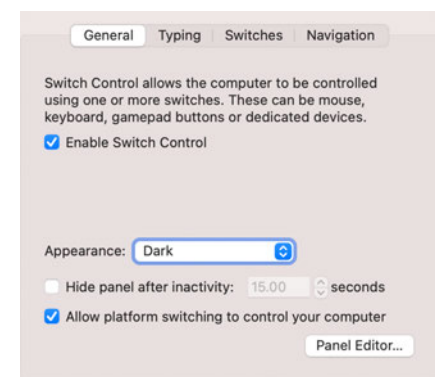 General Typing Switches Navigation
Switch Control allows the computer to be controlled
using one or more switches. These can be mouse,
keyboard, gamepad buttons or dedicated devices.
Enable Switch Control
Appearance: Dark
Hide panel after inactivity: 15.00 seconds
Allow platform switching to control your computer
Panel Editor...